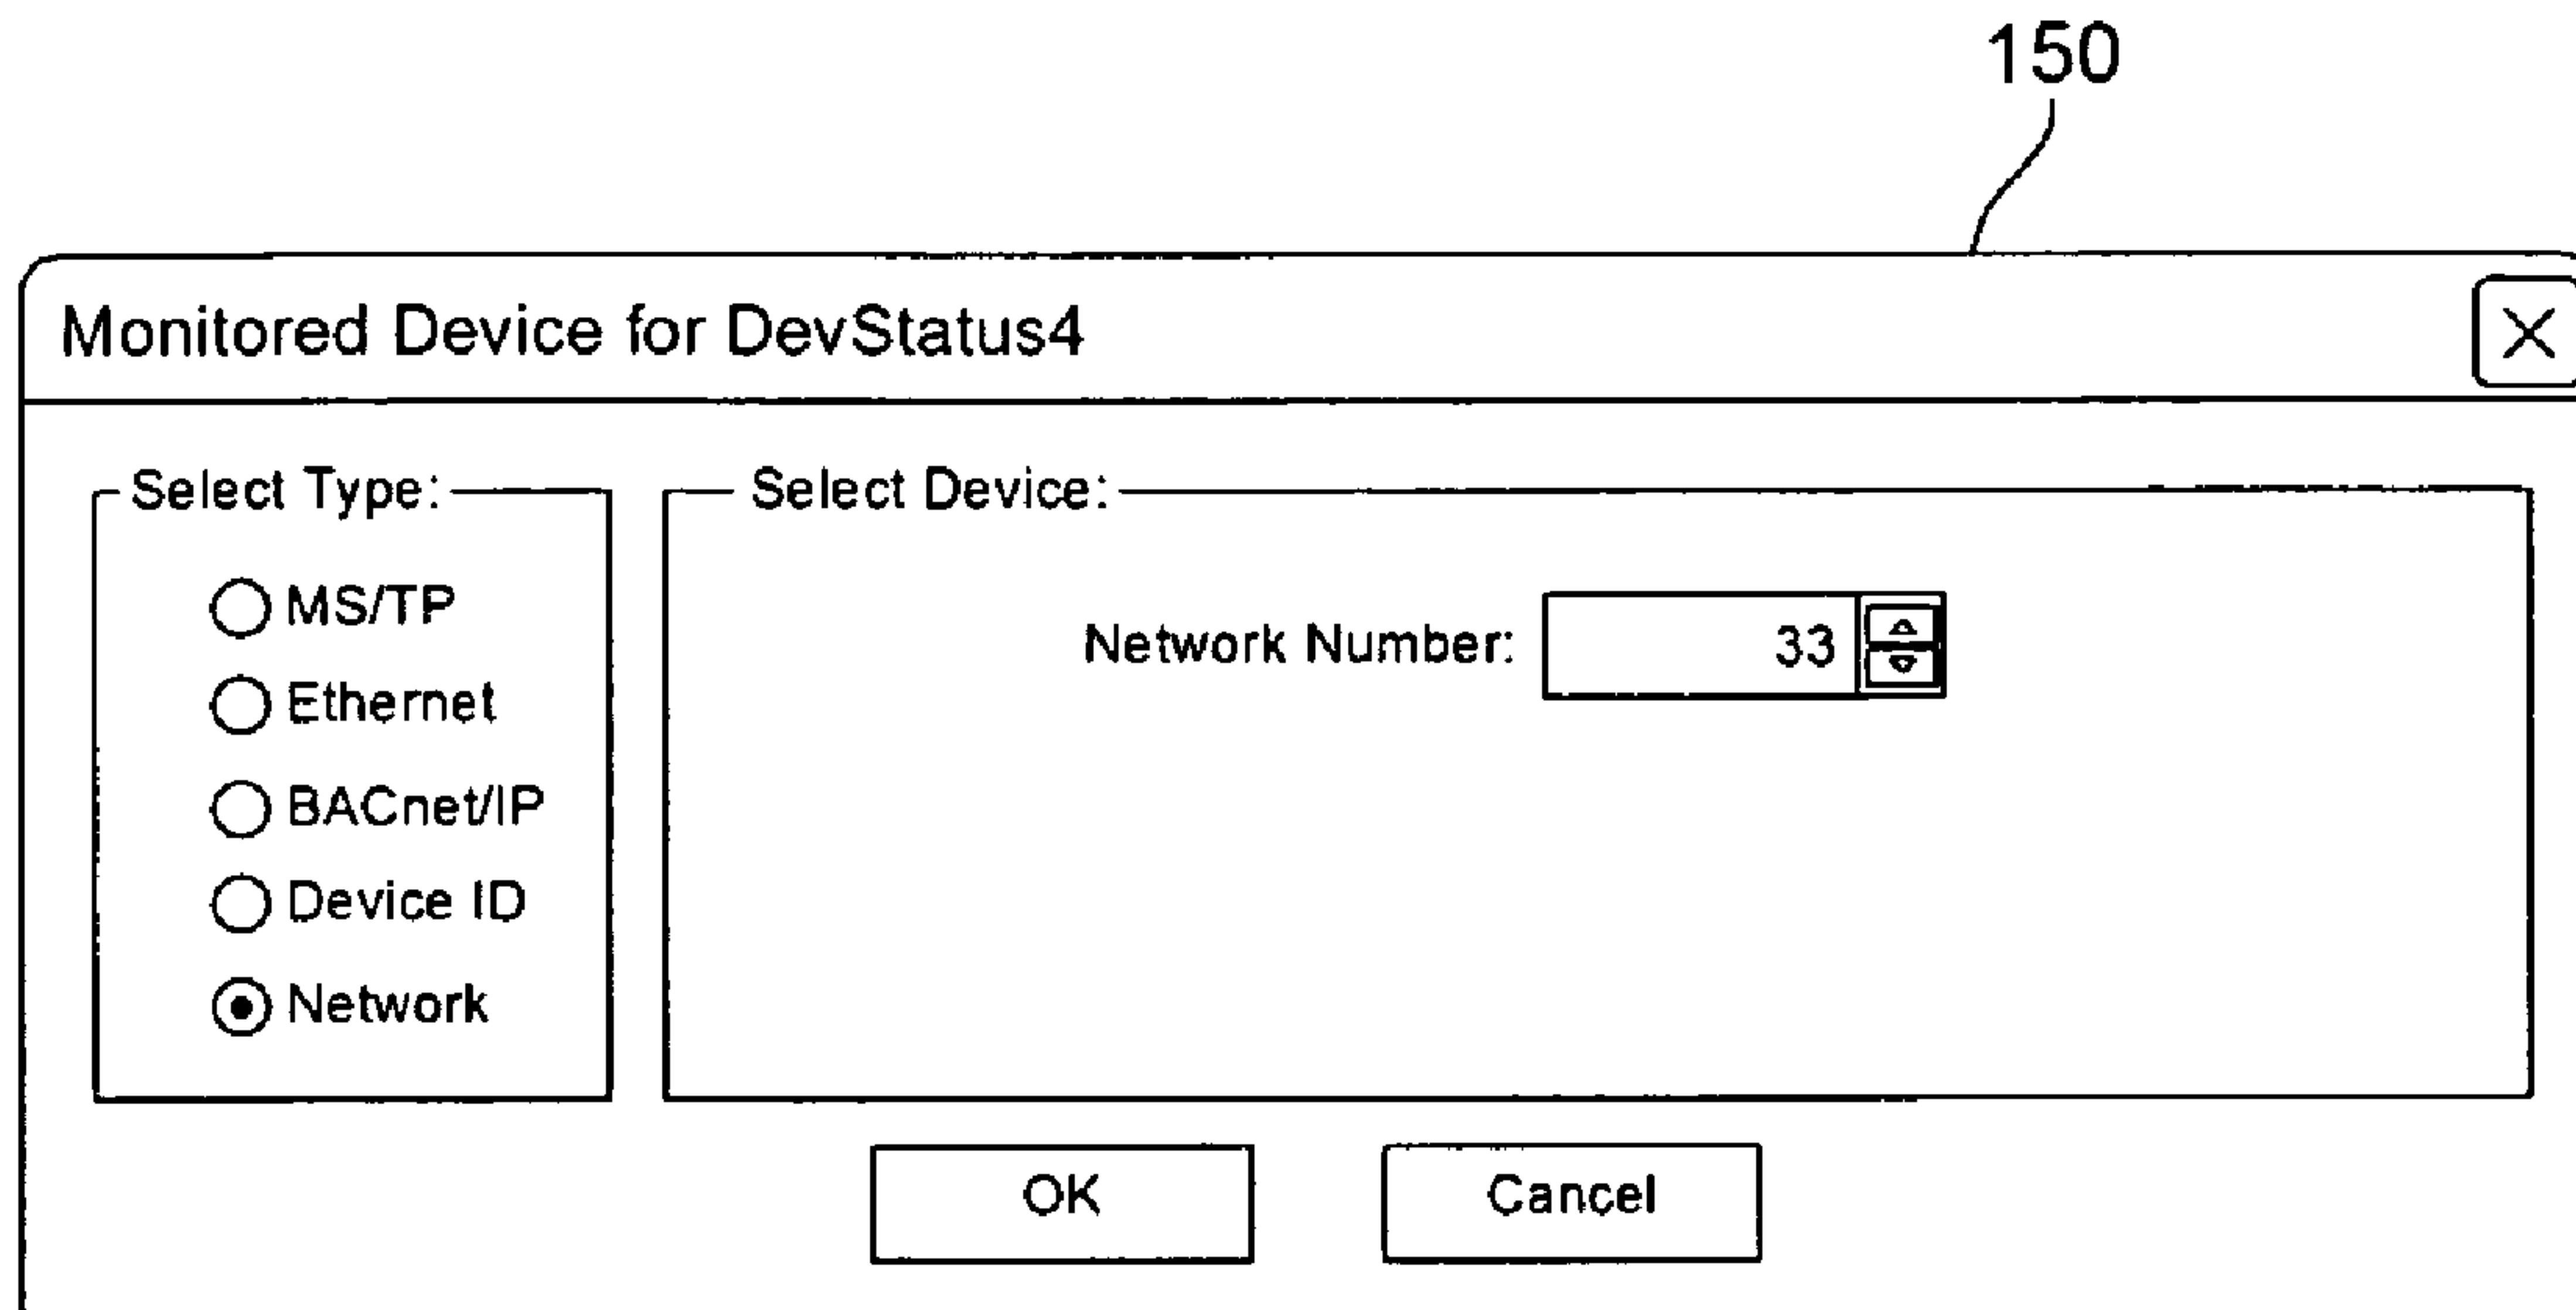 150
Monitored Device for DevStatus4
Select Type:
MS/TP
Ethernet
BACnet/IP
Device ID
Network
Select Device:
Network Number: 33
OK
Cancel